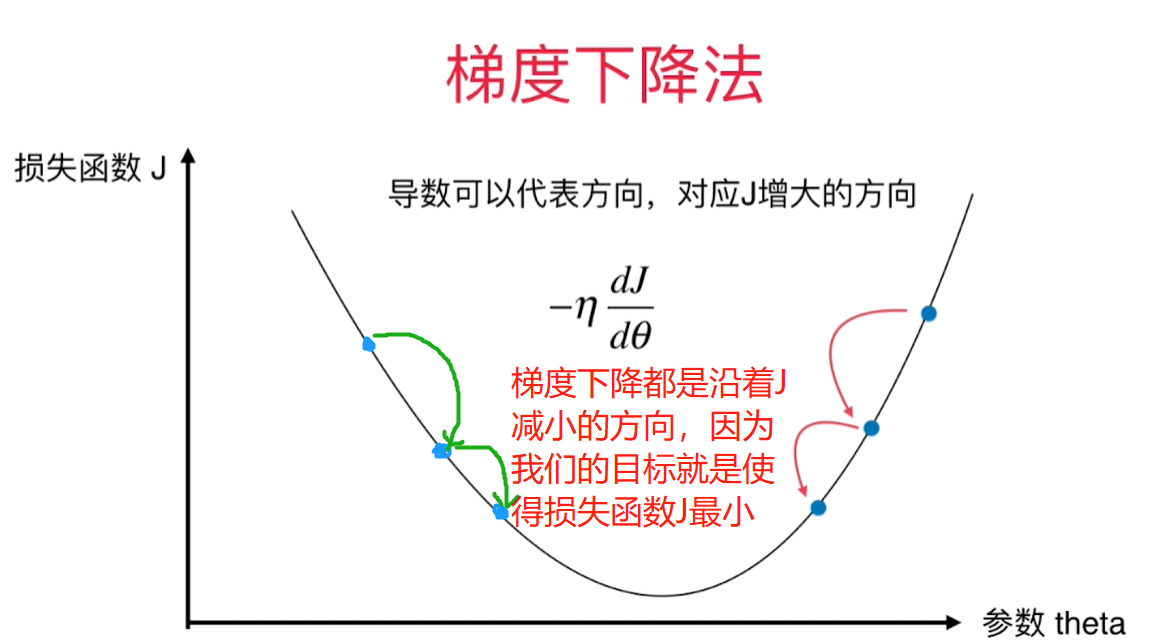 梯度下降法
损失函数 J
导数可以代表方向，对应J增大的方向
−η dJ/dθ
梯度下降都是沿着J
减小的方向，因为
我们的目标就是使
得损失函数J最小
参数 theta